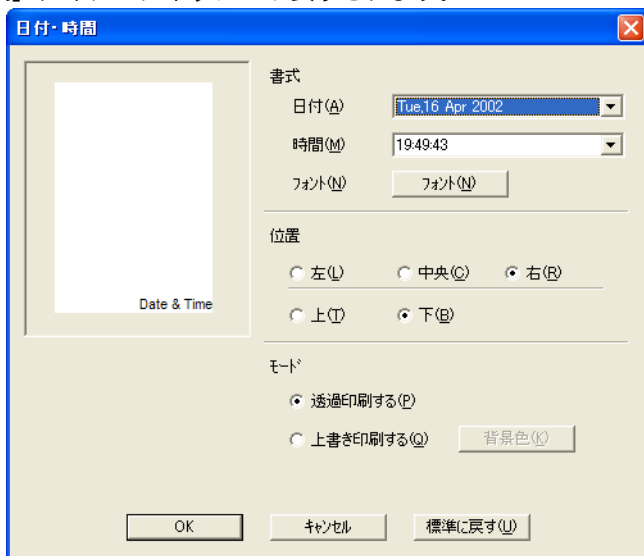 日付・時間
書式
日付(A) Tue,16 Apr 2002
時間(M) 19:49:43
フォント(N) フォント(N)
位置
左(L) 中央(C) 右(R)
Date & Time
上(T) 下(B)
モード
透過印刷する(P)
上書き印刷する(Q) 背景色(K)
OK キャンセル 標準に戻す(U)